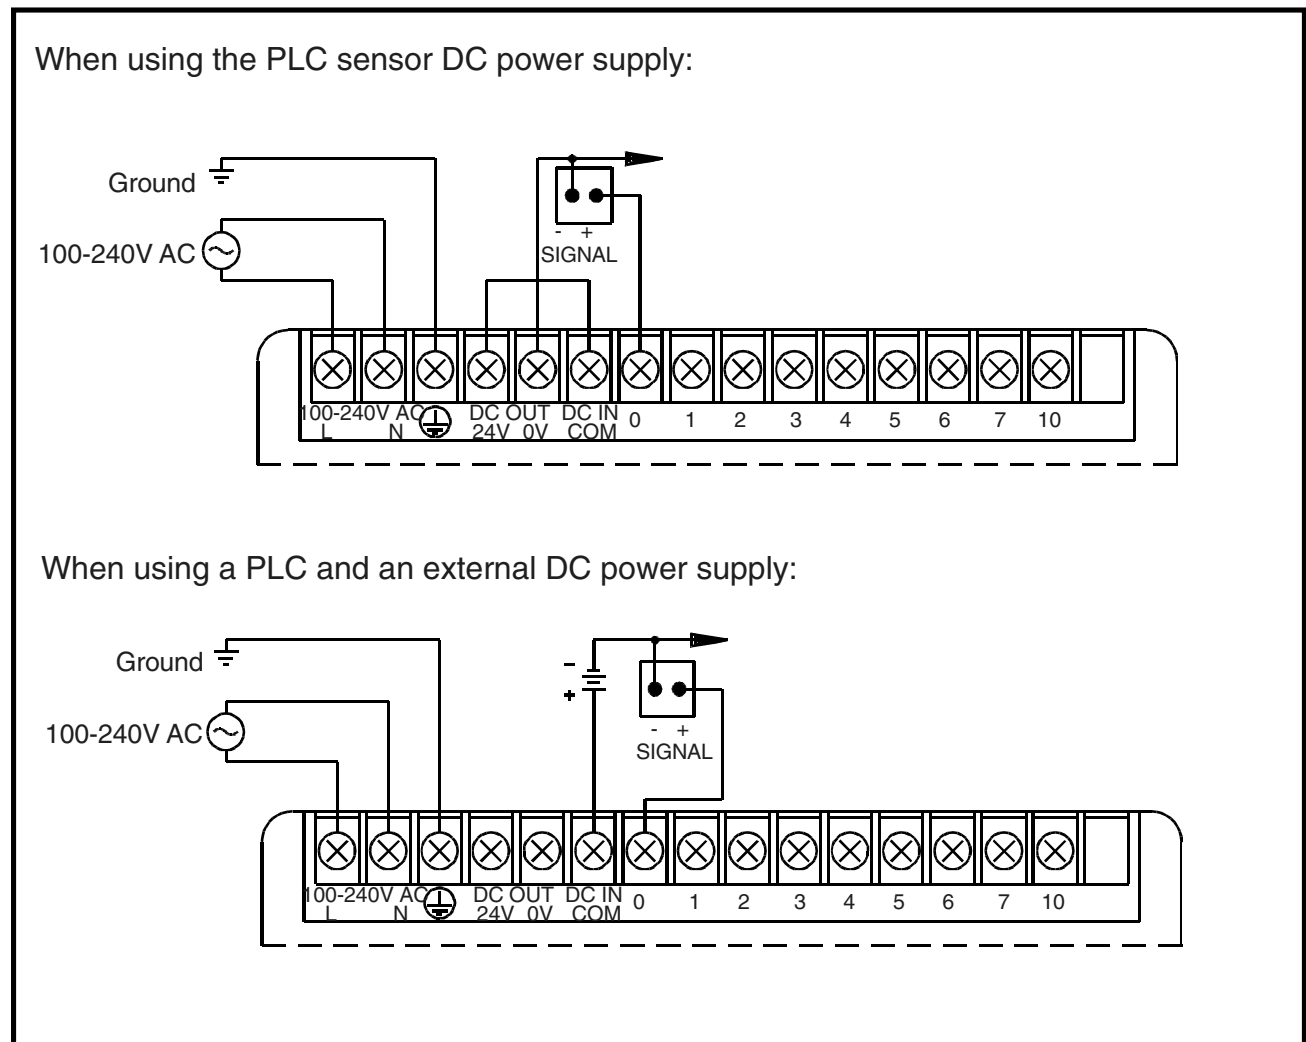 When using the PLC sensor DC power supply:
Ground
100-240V AC
- +
SIGNAL
100-240V AC DC OUT DC IN
L N 24V 0V COM 0 1 2 3 4 5 6 7 10
When using a PLC and an external DC power supply:
Ground
−
+
100-240V AC
- +
SIGNAL
100-240V AC DC OUT DC IN
L N 24V 0V COM 0 1 2 3 4 5 6 7 10